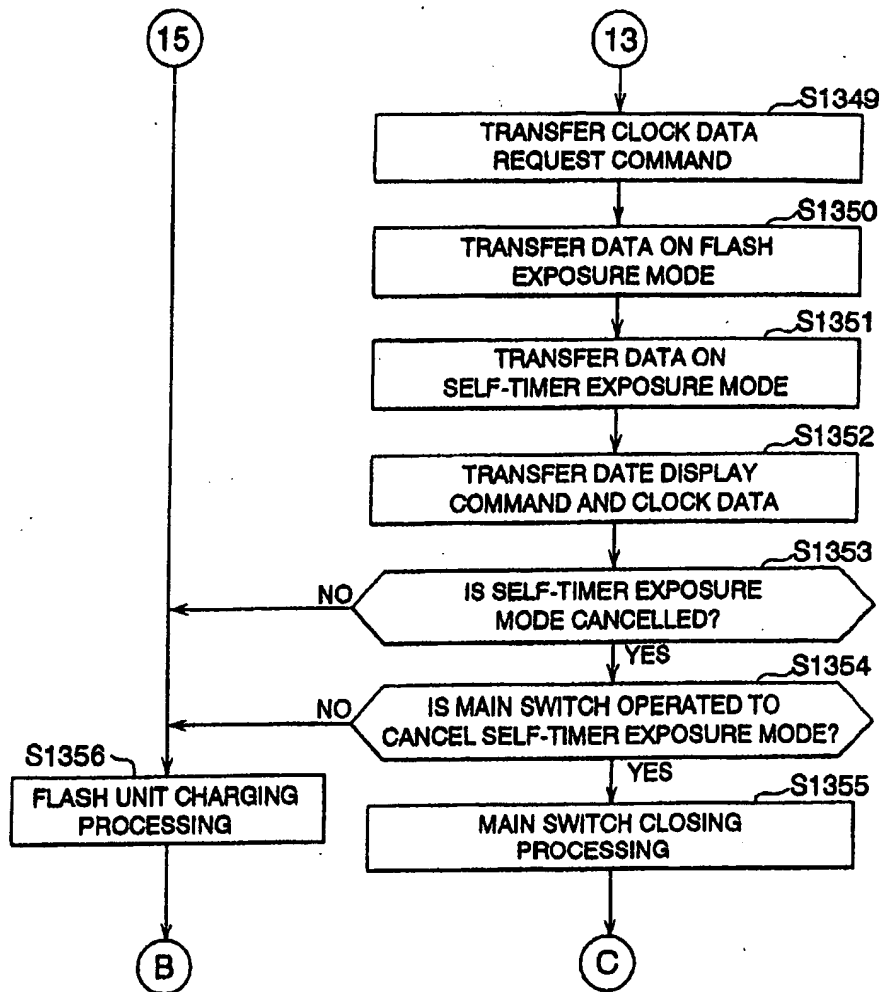 15
13
S1349
TRANSFER CLOCK DATA
REQUEST COMMAND
S1350
TRANSFER DATA ON FLASH
EXPOSURE MODE
S1351
TRANSFER DATA ON
SELF-TIMER EXPOSURE MODE
S1352
TRANSFER DATE DISPLAY
COMMAND AND CLOCK DATA
S1353
NO
IS SELF-TIMER EXPOSURE
MODE CANCELLED?
YES
S1354
NO
IS MAIN SWITCH OPERATED TO
CANCEL SELF-TIMER EXPOSURE MODE?
YES
S1356
FLASH UNIT CHARGING
PROCESSING
S1355
MAIN SWITCH CLOSING
PROCESSING
B
C